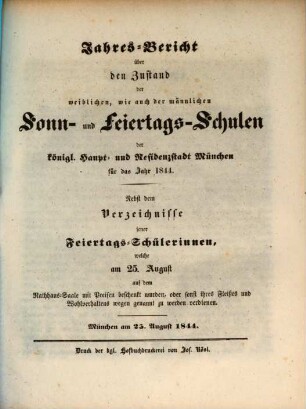 Jahres-Bericht
über
den Zustand
der
weiblichen, wie auch der männlichen
Sonn- und Feiertags-Schulen
der
königl. Haupt- und Residenzstadt München
für das Jahr 1844.
Nebst dem
Verzeichnisse
jener
Feiertags-Schülerinnen,
welche
am 25. August
auf dem
Rathhaus-Saale mit Preisen beschenkt wurden, oder sonst ihres Fleißes und
Wohlverhaltens wegen genannt zu werden verdienen.
München am 25. August 1844.
Druck der kgl. Hofbuchdruckerei von Jos. Rösl.